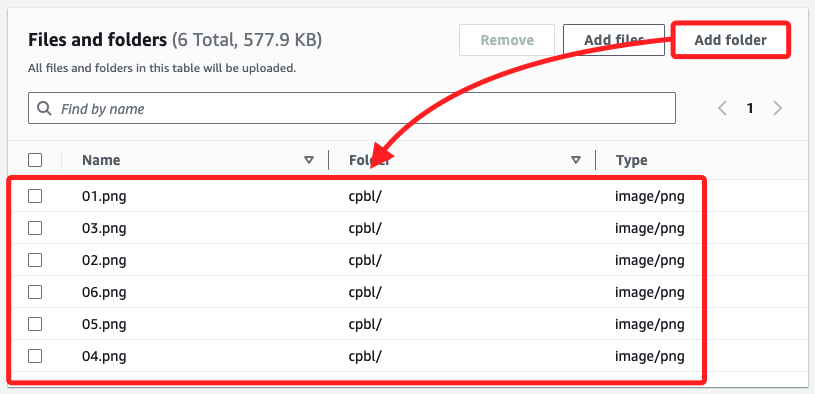 Files and folders (6 Total, 577.9 KB)
Remove
Add files
Add folder
All files and folders in this table will be uploaded.
Find by name
1
Name Folder Type
01.png cpbl/ image/png
03.png cpbl/ image/png
02.png cpbl/ image/png
06.png cpbl/ image/png
05.png cpbl/ image/png
04.png cpbl/ image/png